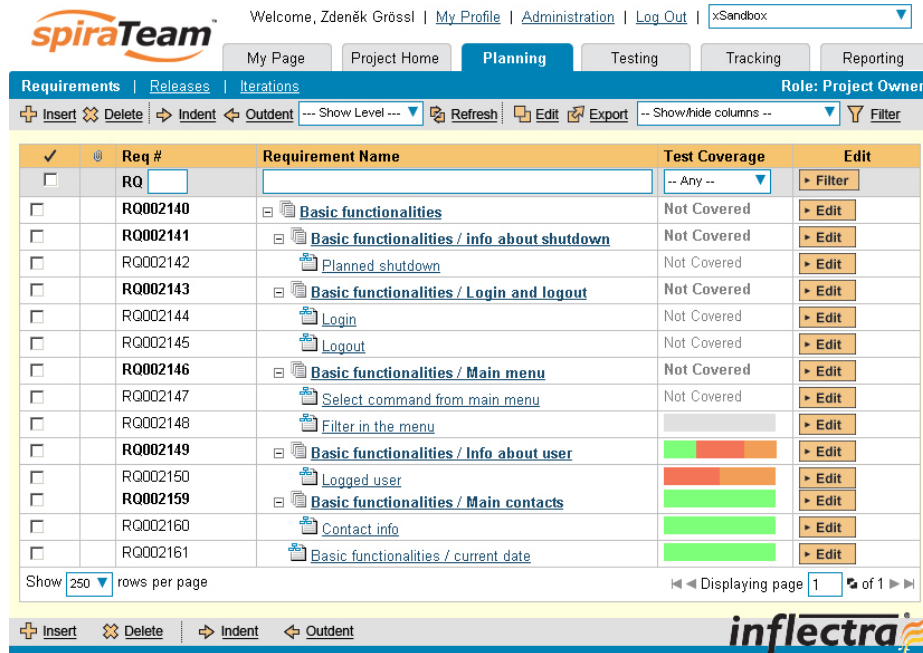 Welcome, Zdeněk Grössl | My Profile | Administration | Log Out | xSandbox
spiraTeam
My Page Project Home Planning Testing Tracking Reporting
Requirements | Releases | Iterations Role: Project Owner
Insert Delete Indent Outdent --- Show Level --- Refresh Edit Export -- Show/hide columns -- Filter
Req # Requirement Name Test Coverage Edit
RQ -- Any -- Filter
RQ002140 Basic functionalities Not Covered Edit
RQ002141 Basic functionalities / info about shutdown Not Covered Edit
RQ002142 Planned shutdown Not Covered Edit
RQ002143 Basic functionalities / Login and logout Not Covered Edit
RQ002144 Login Not Covered Edit
RQ002145 Logout Not Covered Edit
RQ002146 Basic functionalities / Main menu Not Covered Edit
RQ002147 Select command from main menu Not Covered Edit
RQ002148 Filter in the menu Edit
RQ002149 Basic functionalities / Info about user Edit
RQ002150 Logged user Edit
RQ002159 Basic functionalities / Main contacts Edit
RQ002160 Contact info Edit
RQ002161 Basic functionalities / current date Edit
Show 250 rows per page Displaying page 1 of 1
Insert Delete Indent Outdent inflectra